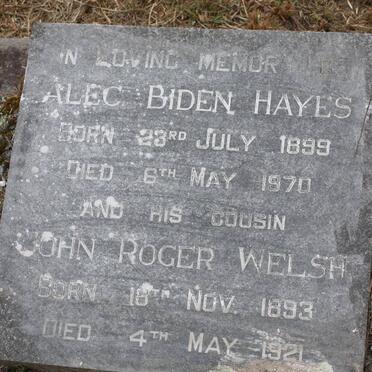 IN LOVING MEMORY OF
ALEC BIDEN HAYES
BORN 23RD JULY 1899
DIED 6TH MAY 1970
AND HIS COUSIN
JOHN ROGER WELSH
BORN 18TH NOV. 1893
DIED 4TH MAY 1921